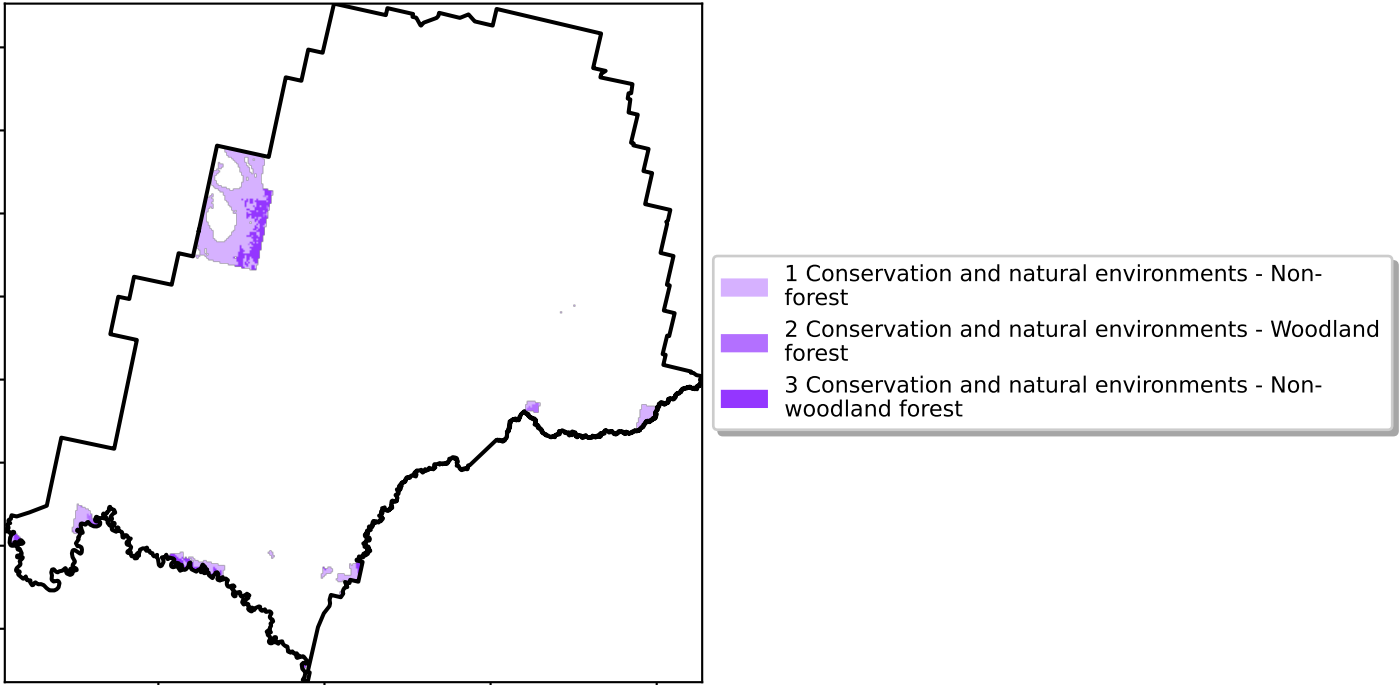 1 Conservation and natural environments - Non-
forest
2 Conservation and natural environments - Woodland
forest
3 Conservation and natural environments - Non-
woodland forest